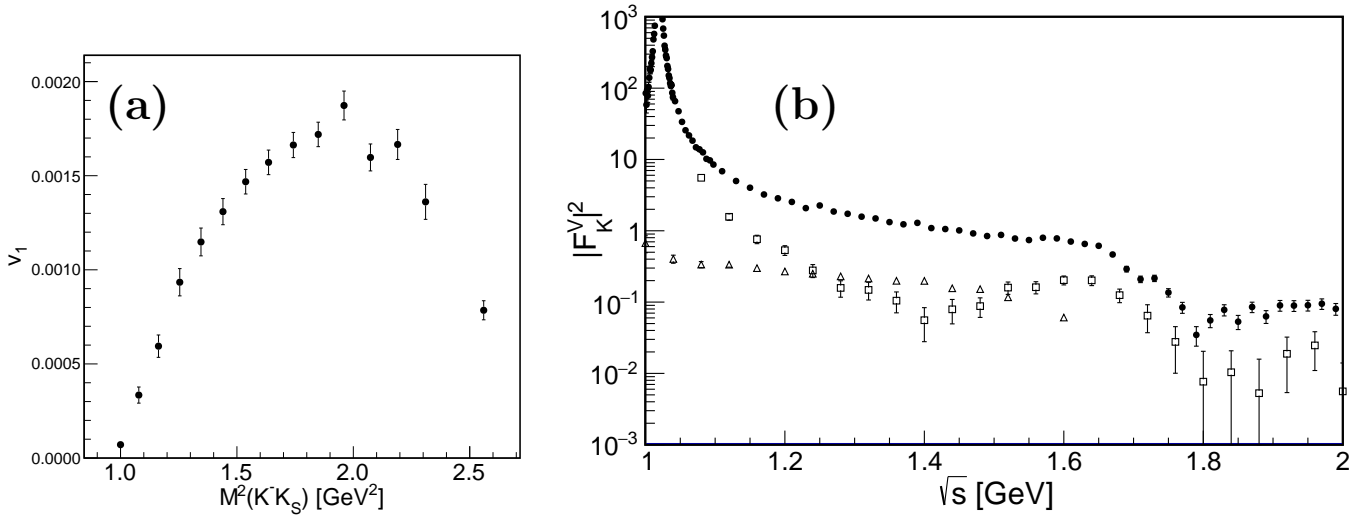 (a)
v₁
0.0020
0.0015
0.0010
0.0005
0.0000
1.0 1.5 2.0 2.5
M²(K⁻K_S) [GeV²]
(b)
|F_K^V|²
10³
10²
10
1
10⁻¹
10⁻²
10⁻³
1 1.2 1.4 1.6 1.8 2
√s [GeV]